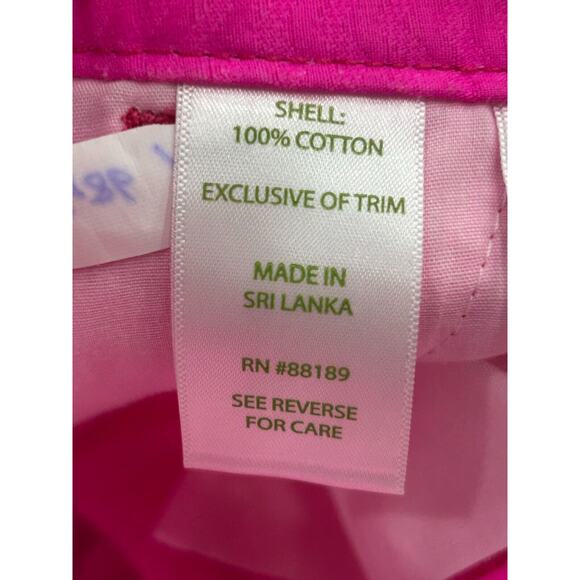 SHELL:
100% COTTON
EXCLUSIVE OF TRIM
MADE IN
SRI LANKA
RN #88189
SEE REVERSE
FOR CARE